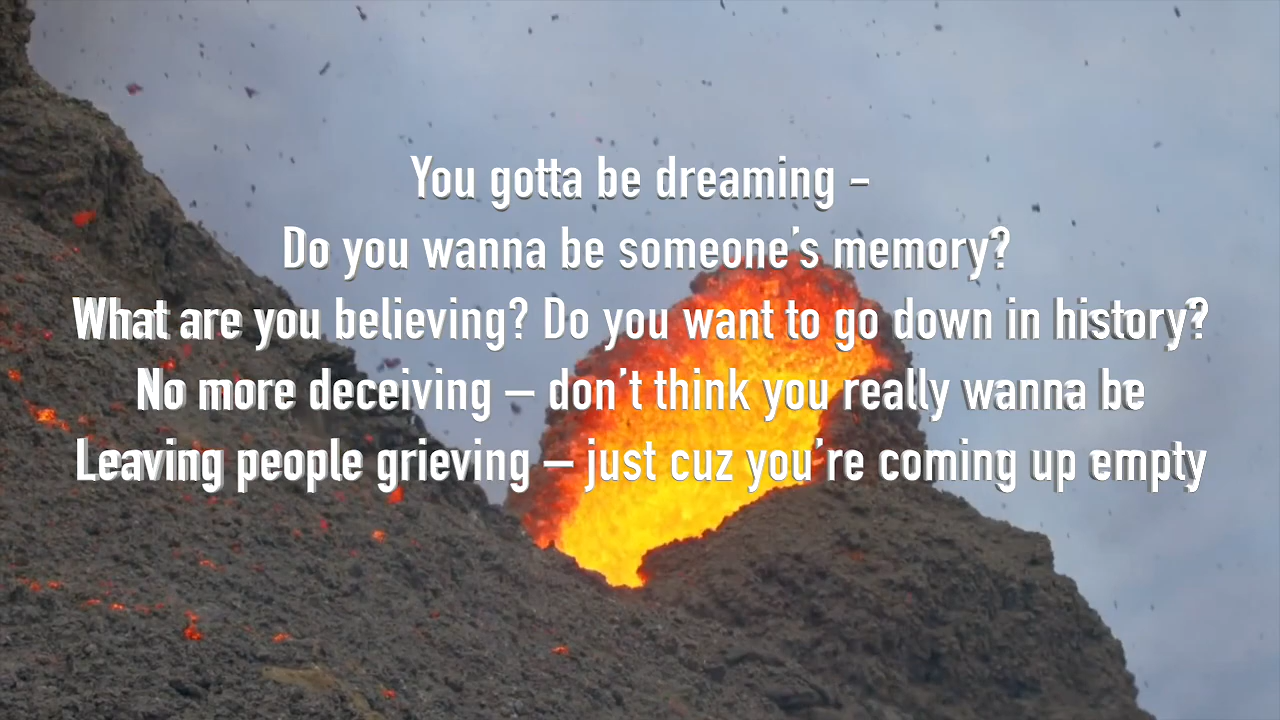 You gotta be dreaming -
Do you wanna be someone's memory?
What are you believing? Do you want to go down in history?
No more deceiving – don't think you really wanna be
Leaving people grieving – just cuz you're coming up empty